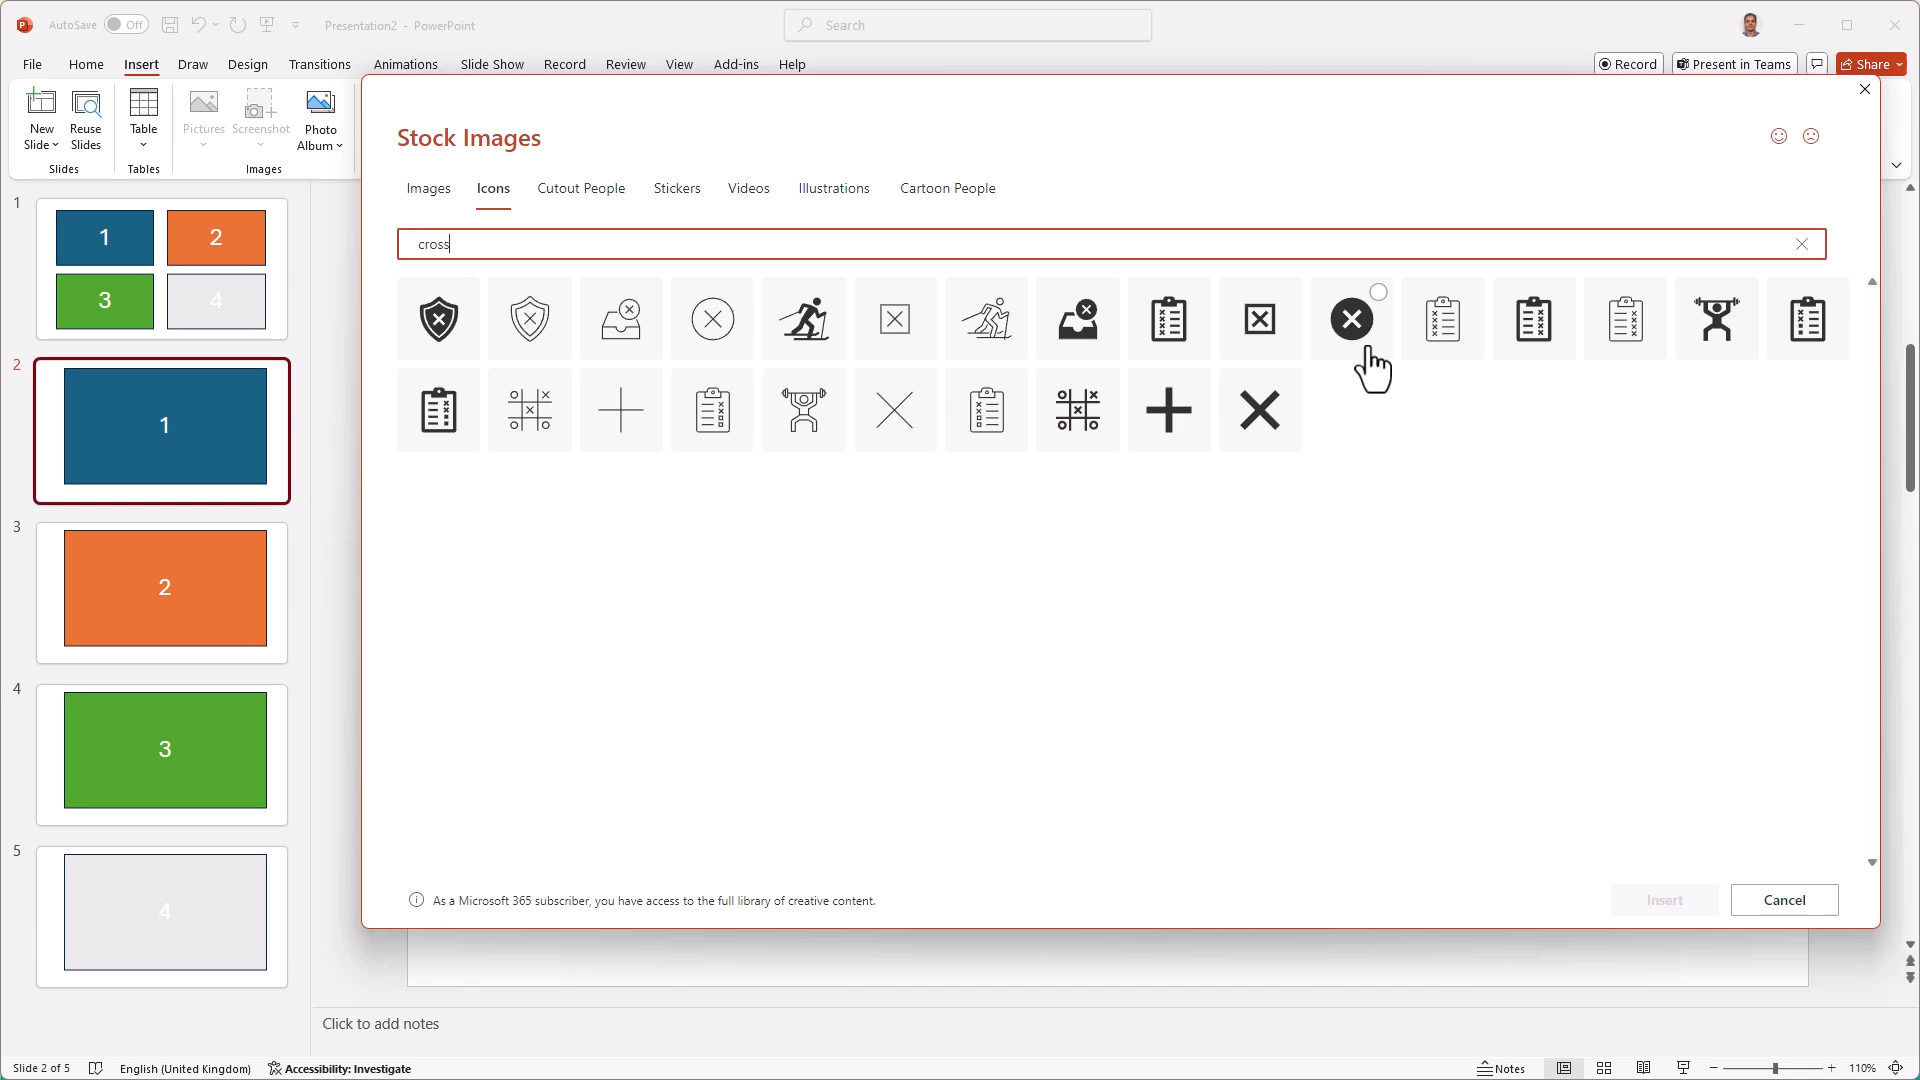 AutoSave Off Presentation2 - PowerPoint Search
File Home Insert Draw Design Transitions Animations Slide Show Record Review View Add-ins Help Record Present in Teams Share
New Slide
Reuse Slides
Table
Pictures
Screenshot
Photo Album
Slides Tables Images
Stock Images
Images Icons Cutout People Stickers Videos Illustrations Cartoon People
cross
1
1 2
3 4
2
1
3
2
4
3
5
4
As a Microsoft 365 subscriber, you have access to the full library of creative content.
Insert Cancel
Click to add notes
Slide 2 of 5 English (United Kingdom) Accessibility: Investigate Notes 110%